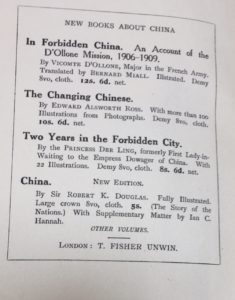 NEW BOOKS ABOUT CHINA
In Forbidden China. An Account of the
D'Ollone Mission, 1906-1909.
By VICOMTE D'OLLONE, Major in the French Army.
Translated by BERNARD MIALL. Illustrated. Demy
8vo, cloth. 12s. 6d. net.
The Changing Chinese.
By EDWARD ALSWORTH ROSS. With more than 100
Illustrations from Photographs. Demy 8vo, cloth.
10s. 6d. net.
Two Years in the Forbidden City.
By the PRINCESS DER LING, formerly First Lady-in-
Waiting to the Empress Dowager of China. With
22 Illustrations. Demy 8vo, cloth. 8s. 6d. net.
China. NEW EDITION.
By Sir ROBERT K. DOUGLAS. Fully Illustrated.
Large crown 8vo, cloth. 5s. (The Story of the
Nations.) With Supplementary Matter by Ian C.
Hannah.
OTHER VOLUMES.
LONDON: T. FISHER UNWIN.